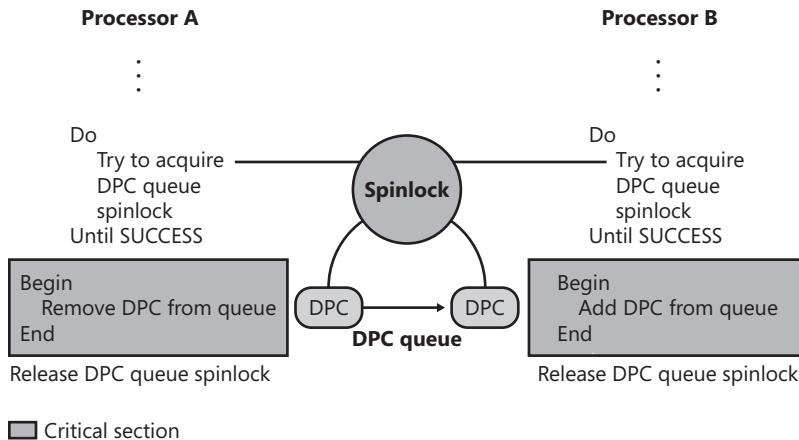 Processor A
Do
Try to acquire
DPC queue
spinlock
Until SUCCESS
Begin
Remove DPC from queue
End
Release DPC queue spinlock
Spinlock
DPC
DPC
DPC queue
Processor B
Do
Try to acquire
DPC queue
spinlock
Until SUCCESS
Begin
Add DPC from queue
End
Release DPC queue spinlock
Critical section